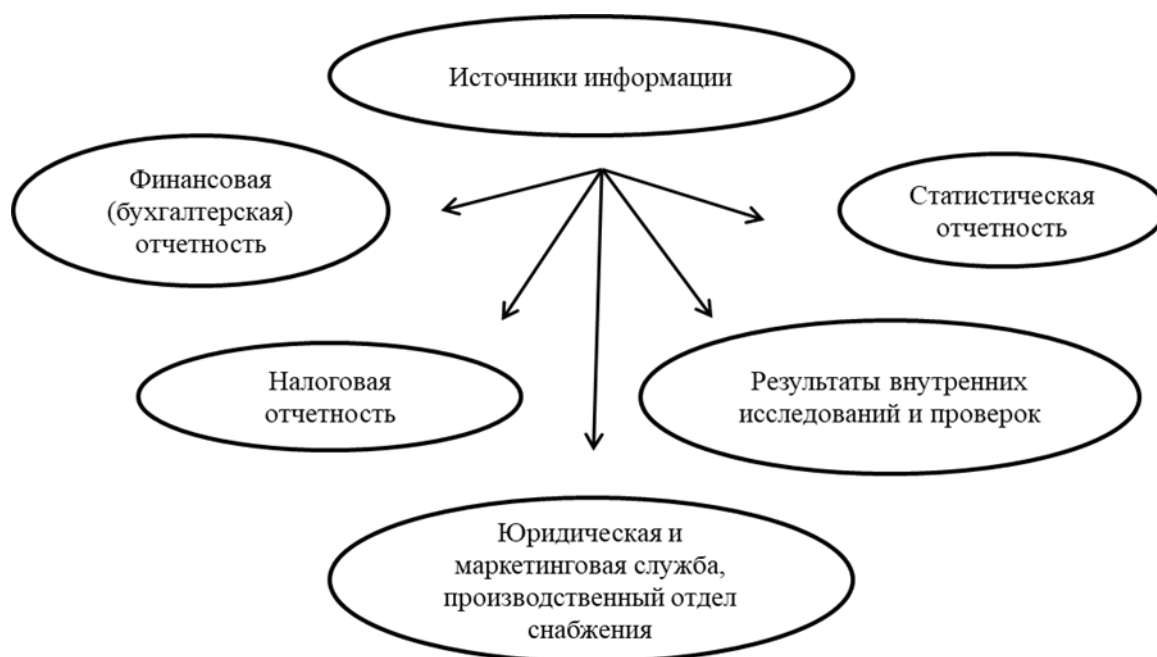 Источники информации
Финансовая
(бухгалтерская)
отчетность
Статистическая
отчетность
Налоговая
отчетность
Результаты внутренних
исследований и проверок
Юридическая и
маркетинговая служба,
производственный отдел
снабжения